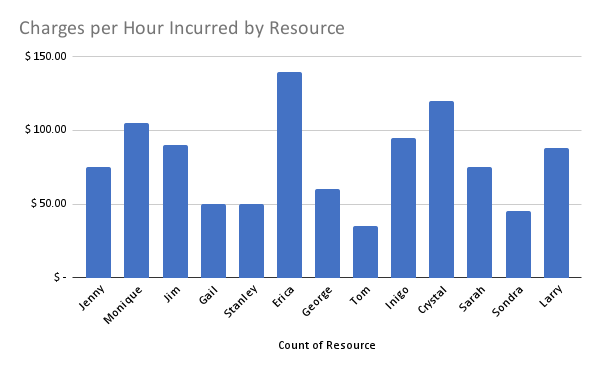 Charges per Hour Incurred by Resource
$ 150.00
$ 100.00
$ 50.00
$ -
Jenny
Monique
Jim
Gail
Stanley
Erica
George
Tom
Inigo
Crystal
Sarah
Sondra
Larry
Count of Resource